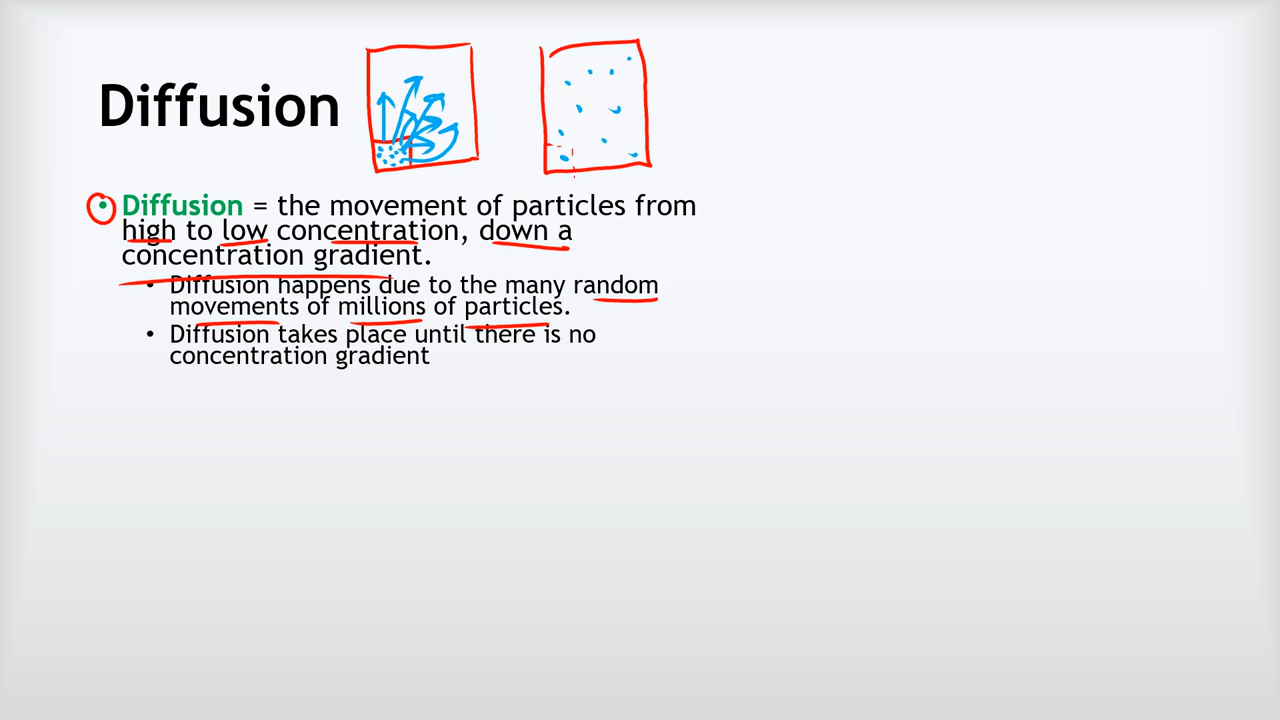 Diffusion
• Diffusion = the movement of particles from
high to low concentration, down a
concentration gradient.
• Diffusion happens due to the many random
movements of millions of particles.
• Diffusion takes place until there is no
concentration gradient